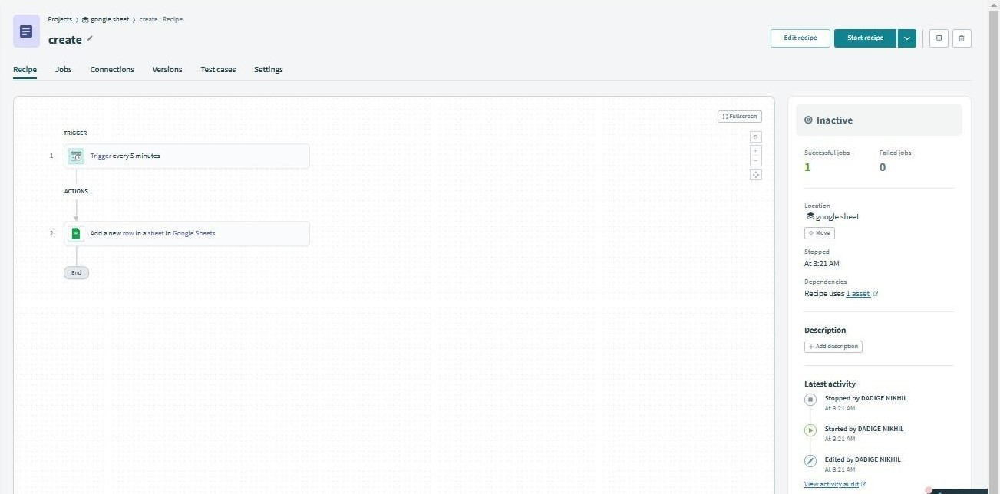 Projects > google sheet > create : Recipe
create
Edit recipe
Start recipe
Recipe
Jobs
Connections
Versions
Test cases
Settings
Fullscreen
TRIGGER
1
Trigger every 5 minutes
ACTIONS
2
Add a new row in a sheet in Google Sheets
End
Inactive
Successful jobs
Failed jobs
1
0
Location
google sheet
Move
Stopped
At 3:21 AM
Dependencies
Recipe uses 1 asset
Description
+ Add description
Latest activity
Stopped by DADIGE NIKHIL
At 3:21 AM
Started by DADIGE NIKHIL
At 3:21 AM
Edited by DADIGE NIKHIL
At 3:21 AM
View activity audit